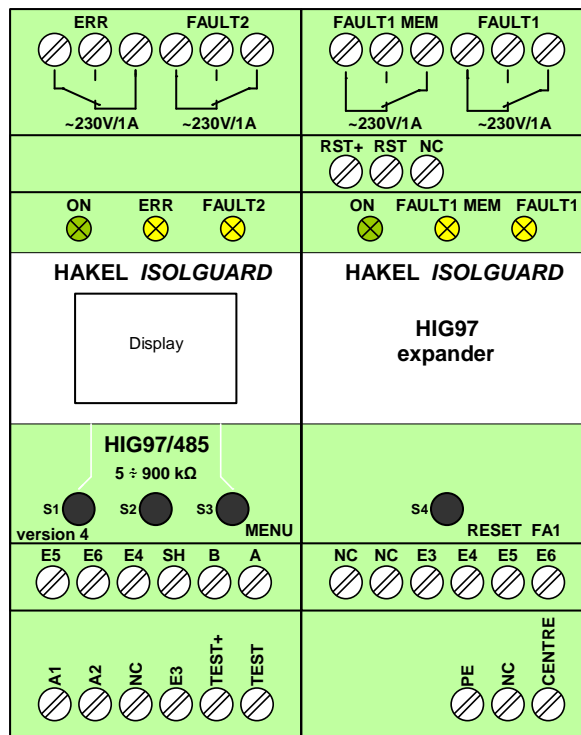 ERR FAULT2 FAULT1 MEM FAULT1
~230V/1A ~230V/1A ~230V/1A ~230V/1A
RST+ RST NC
ON ERR FAULT2 ON FAULT1 MEM FAULT1
HAKEL ISOLGUARD
Display
HAKEL ISOLGUARD
HIG97
expander
HIG97/485
5 ÷ 900 kΩ
S1 S2 S3 S4
version 4 MENU RESET FA1
E5 E6 E4 SH B A NC NC E3 E4 E5 E6
A1 A2 NC E3 TEST+ TEST PE NC CENTRE